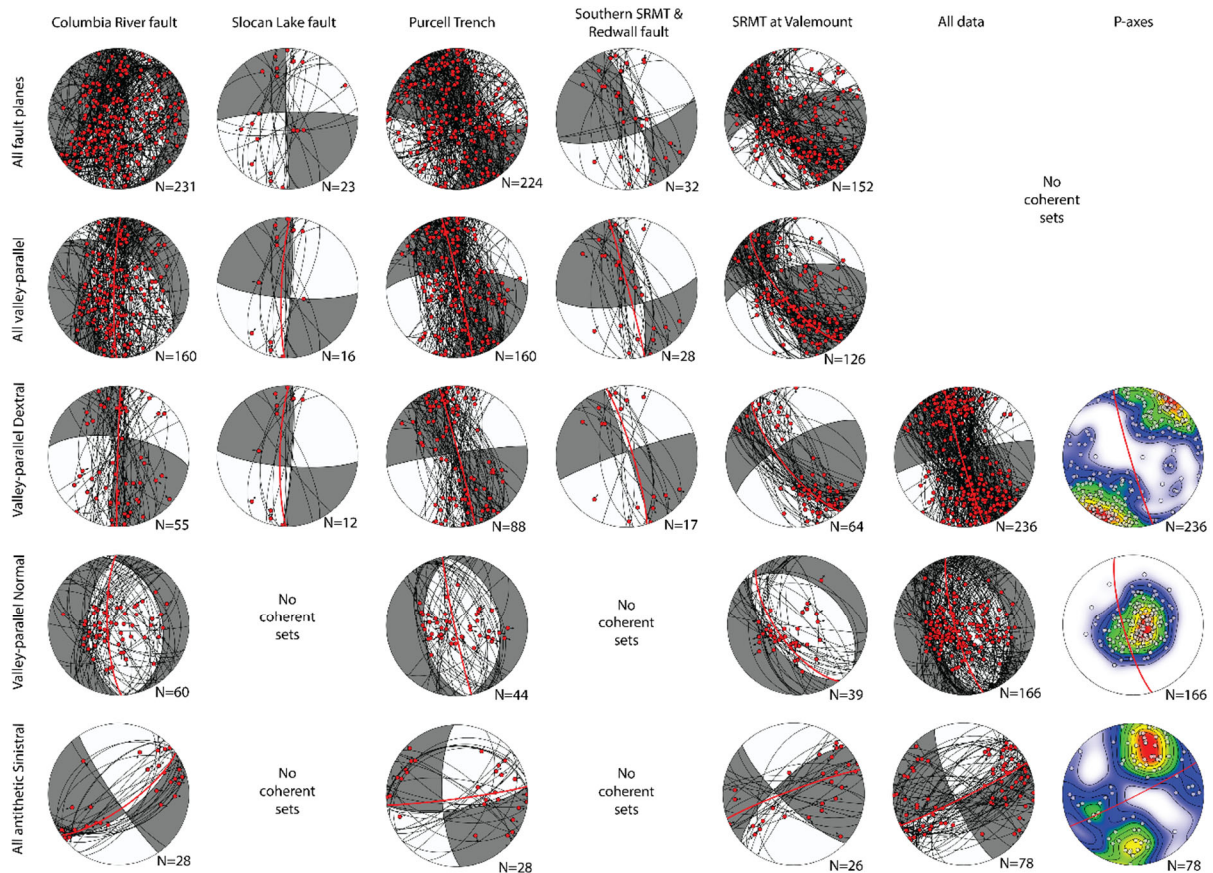 Columbia River fault
Slocan Lake fault
Purcell Trench
Southern SRMT &
Redwall fault
SRMT at Valemount
All data
P-axes
All fault planes
N=231
N=23
N=224
N=32
N=152
No
coherent
sets
All valley-parallel
N=160
N=16
N=160
N=28
N=126
Valley-parallel Dextral
N=55
N=12
N=88
N=17
N=64
N=236
N=236
Valley-parallel Normal
N=60
No
coherent
sets
N=44
No
coherent
sets
N=39
N=166
N=166
All antithetic Sinistral
N=28
No
coherent
sets
N=28
No
coherent
sets
N=26
N=78
N=78